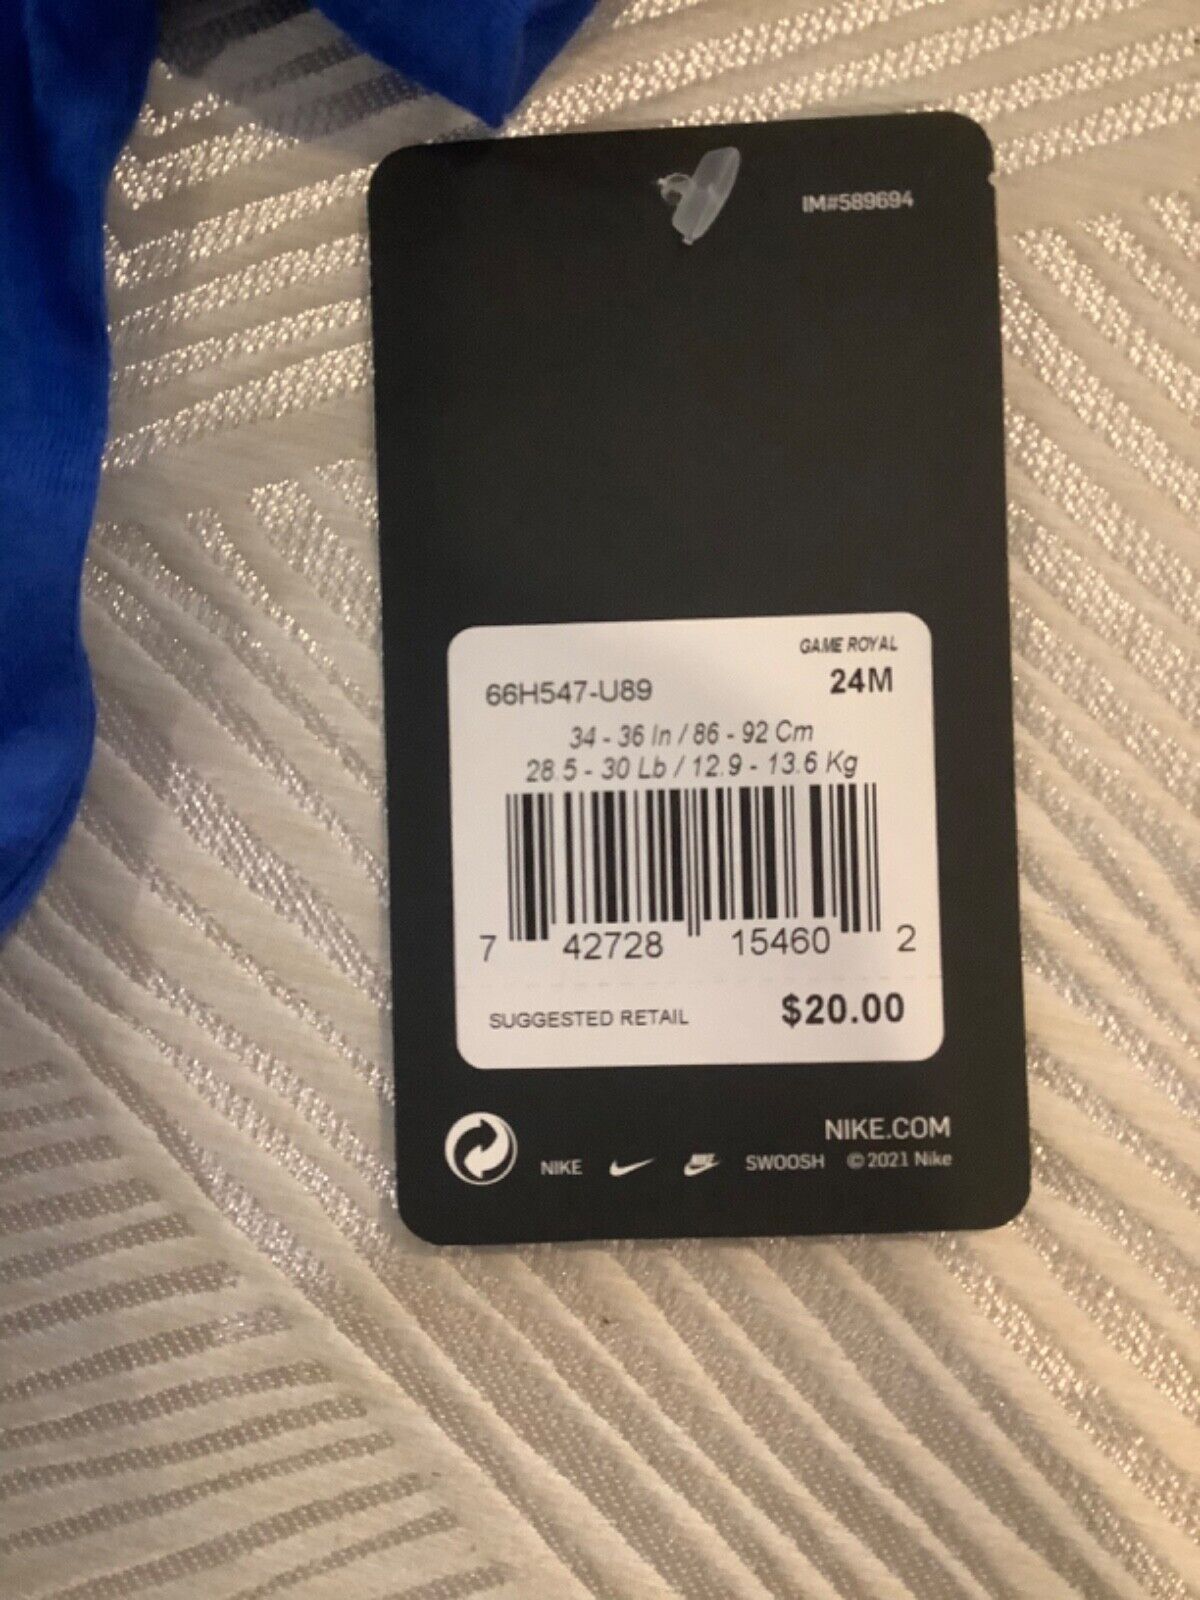 IM#589694
GAME ROYAL
66H547-U89 24M
34 - 36 In / 86 - 92 Cm
28.5 - 30 Lb / 12.9 - 13.6 Kg
7 42728 15460 2
SUGGESTED RETAIL $20.00
NIKE.COM
NIKE NIKE SWOOSH © 2021 Nike